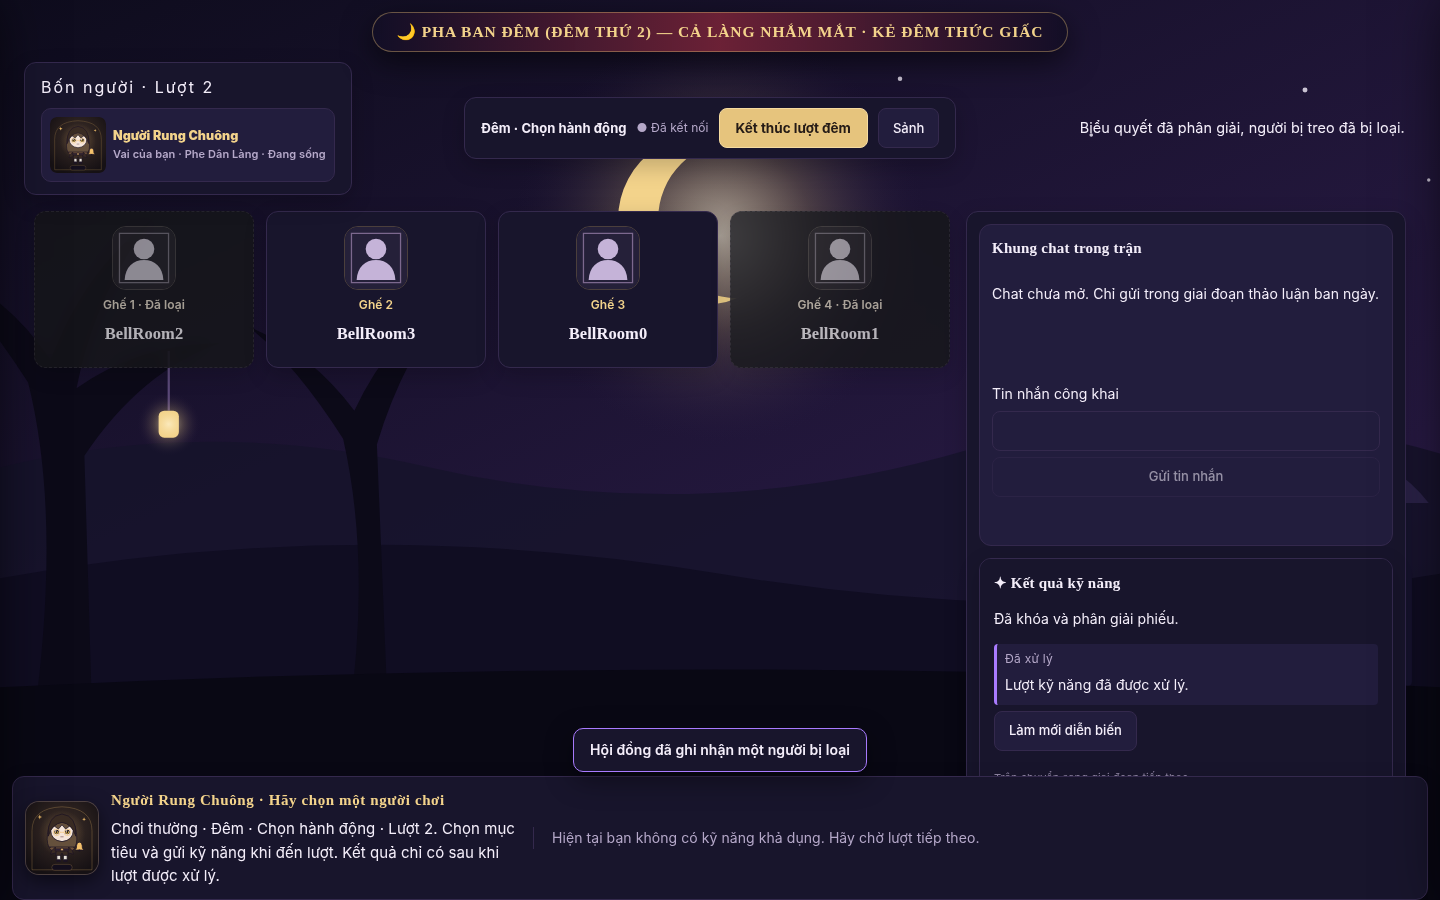 🌙 PHA BAN ĐÊM (ĐÊM THỨ 2) — CẢ LÀNG NHẮM MẮT · KẺ ĐÊM THỨC GIẤC
Bốn người · Lượt 2
Người Rung Chuông
Vai của bạn · Phe Dân Làng · Đang sống
Đêm · Chọn hành động
Đã kết nối
Kết thúc lượt đêm
Sảnh
Biểu quyết đã phân giải, người bị treo đã bị loại.
Ghế 1 · Đã loại
BellRoom2
Ghế 2
BellRoom3
Ghế 3
BellRoom0
Ghế 4 · Đã loại
BellRoom1
Khung chat trong trận
Chat chưa mở. Chỉ gửi trong giai đoạn thảo luận ban ngày.
Tin nhắn công khai
Gửi tin nhắn
✦ Kết quả kỹ năng
Đã khóa và phân giải phiếu.
Đã xử lý
Lượt kỹ năng đã được xử lý.
Làm mới diễn biến
Hội đồng đã ghi nhận một người bị loại
Người Rung Chuông · Hãy chọn một người chơi
Chơi thường · Đêm · Chọn hành động · Lượt 2. Chọn mục
tiêu và gửi kỹ năng khi đến lượt. Kết quả chỉ có sau khi
lượt được xử lý.
Hiện tại bạn không có kỹ năng khả dụng. Hãy chờ lượt tiếp theo.